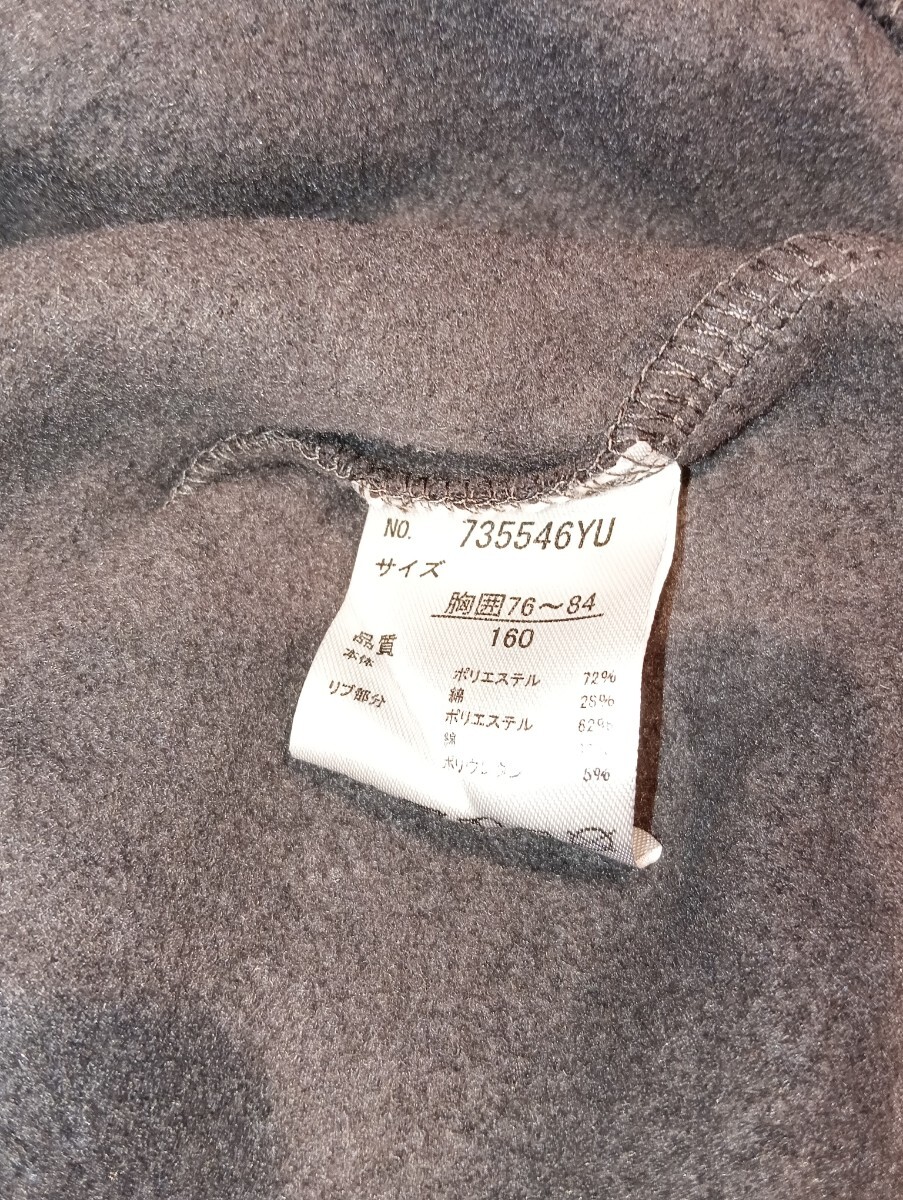 NO. 735546YU
サイズ
胸囲76～84
160
品質
本体
ポリエステル 72%
綿 28%
リブ部分
ポリエステル 62%
綿
ポリウレタン 5%